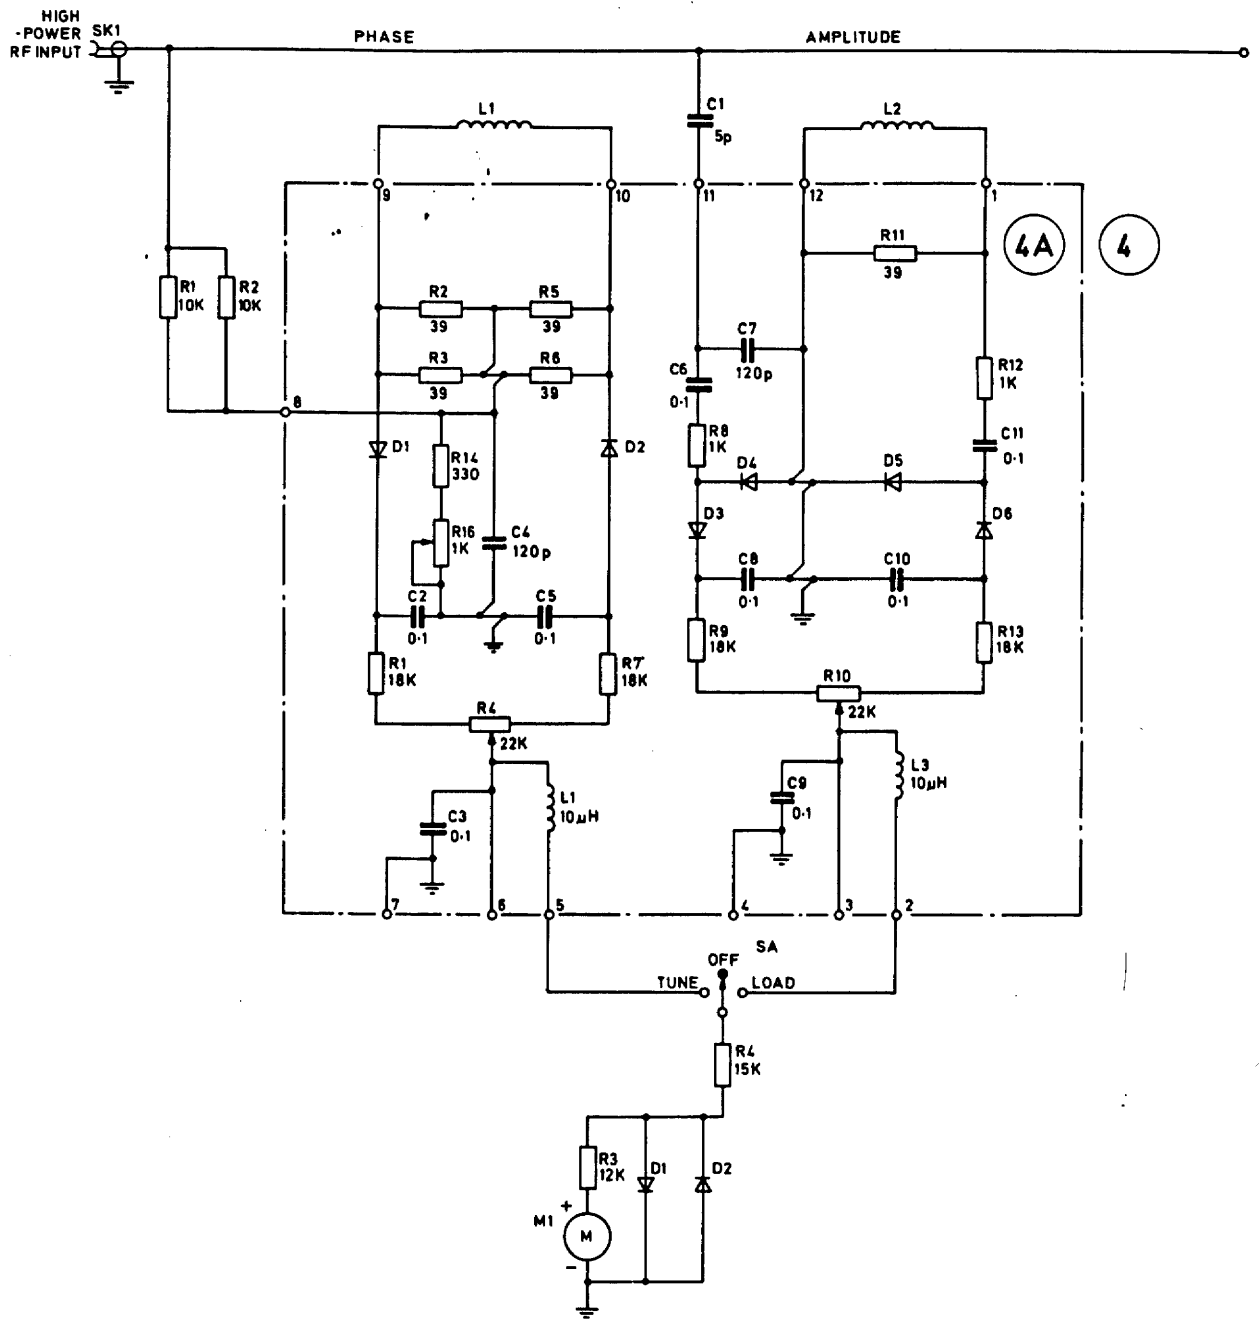 HIGH
-POWER
RF INPUT
SK1
PHASE
AMPLITUDE
L1
C1
5p
L2
9
10
11
12
1
4A
4
R11
39
R1
10K
R2
10K
R2
39
R5
39
R3
39
R6
39
C7
120p
C6
0·1
R12
1K
8
R8
1K
C11
0·1
D1
R14
330
D2
D4
D5
R16
1K
C4
120p
D3
D6
C2
0·1
C5
0·1
C8
0·1
C10
0·1
R1
18K
R7
18K
R9
18K
R13
18K
R4
22K
R10
22K
C3
0·1
L1
10µH
C9
0·1
L3
10µH
7
6
5
4
3
2
SA
OFF
TUNE
LOAD
R4
15K
R3
12K
D1
D2
+
M1
M
-